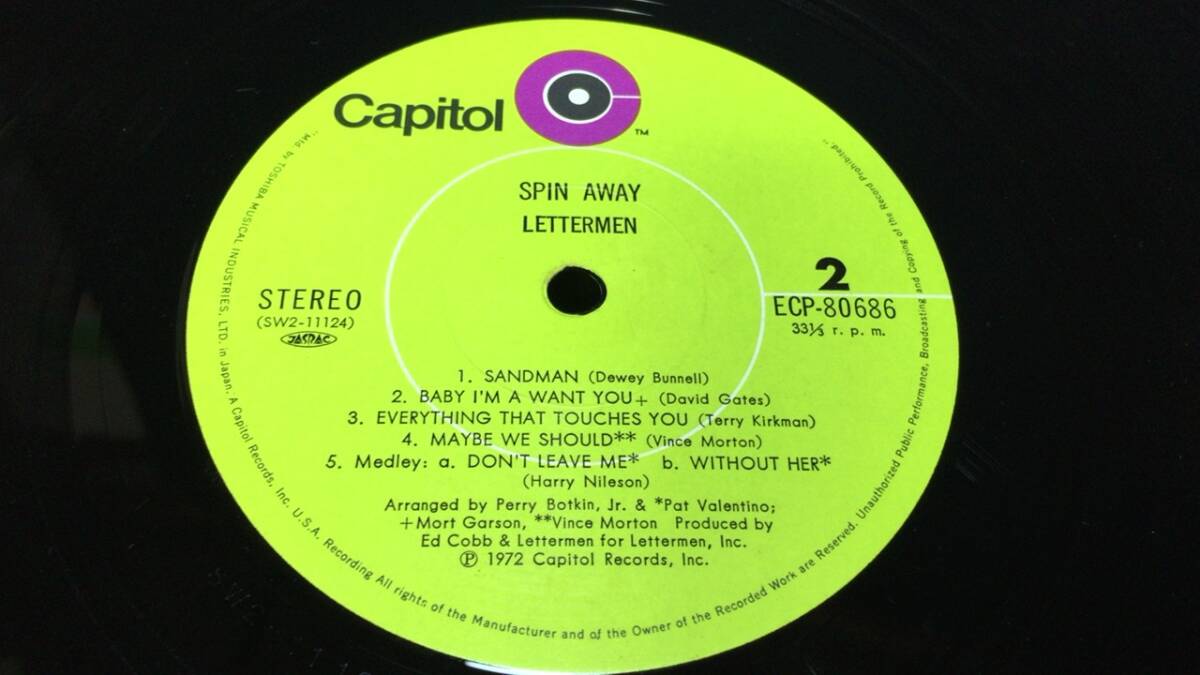 Capitol
TM
SPIN AWAY
LETTERMEN
STEREO
(SW2-11124)
JASRAC
2
ECP-80686
33⅓ r. p. m.
1. SANDMAN (Dewey Bunnell)
2. BABY I'M A WANT YOU+ (David Gates)
3. EVERYTHING THAT TOUCHES YOU (Terry Kirkman)
4. MAYBE WE SHOULD** (Vince Morton)
5. Medley: a. DON'T LEAVE ME* b. WITHOUT HER*
(Harry Nileson)
Arranged by Perry Botkin, Jr. & *Pat Valentino;
+Mort Garson, **Vince Morton Produced by
Ed Cobb & Lettermen for Lettermen, Inc.
Ⓟ 1972 Capitol Records, Inc.
"Mfd by TOSHIBA MUSICAL INDUSTRIES, LTD. in Japan, A Capitol Records, Inc. U.S.A. Recording All rights of the Manufacturer and of the Owner of the Recorded Work are Reserved. Unauthorized Public Performance, Broadcasting and Copying of the Record Prohibited."